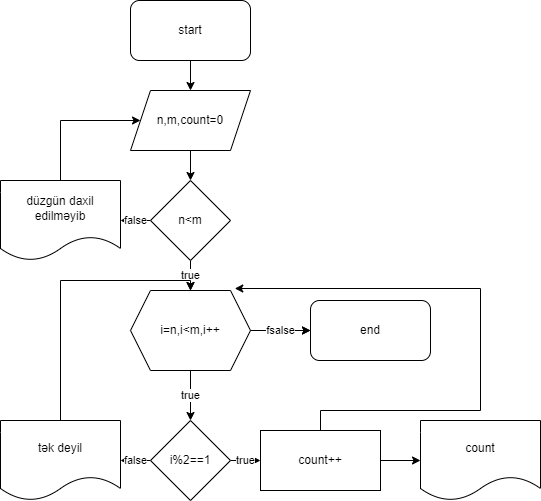 start
n,m,count=0
düzgün daxil
edilməyib
false
n<m
true
i=n,i<m,i++
fsalse
end
true
tək deyil
false
i%2==1
true
count++
count